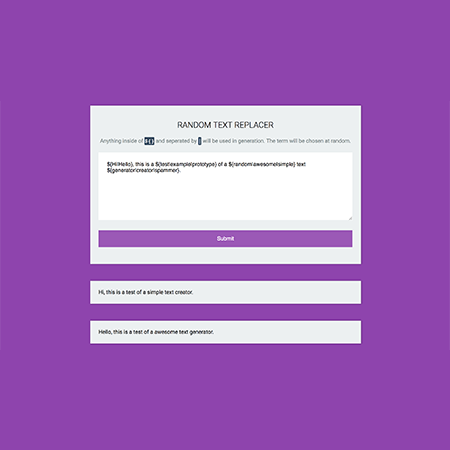 RANDOM TEXT REPLACER
Anything inside of ${} and seperated by | will be used in generation. The term will be chosen at random.
${Hi|Hello}, this is a ${test|example|prototype} of a ${random|awesome|simple} text
${generator|creator|spammer}.
Submit
Hi, this is a test of a simple text creator.
Hello, this is a test of a awesome text generator.